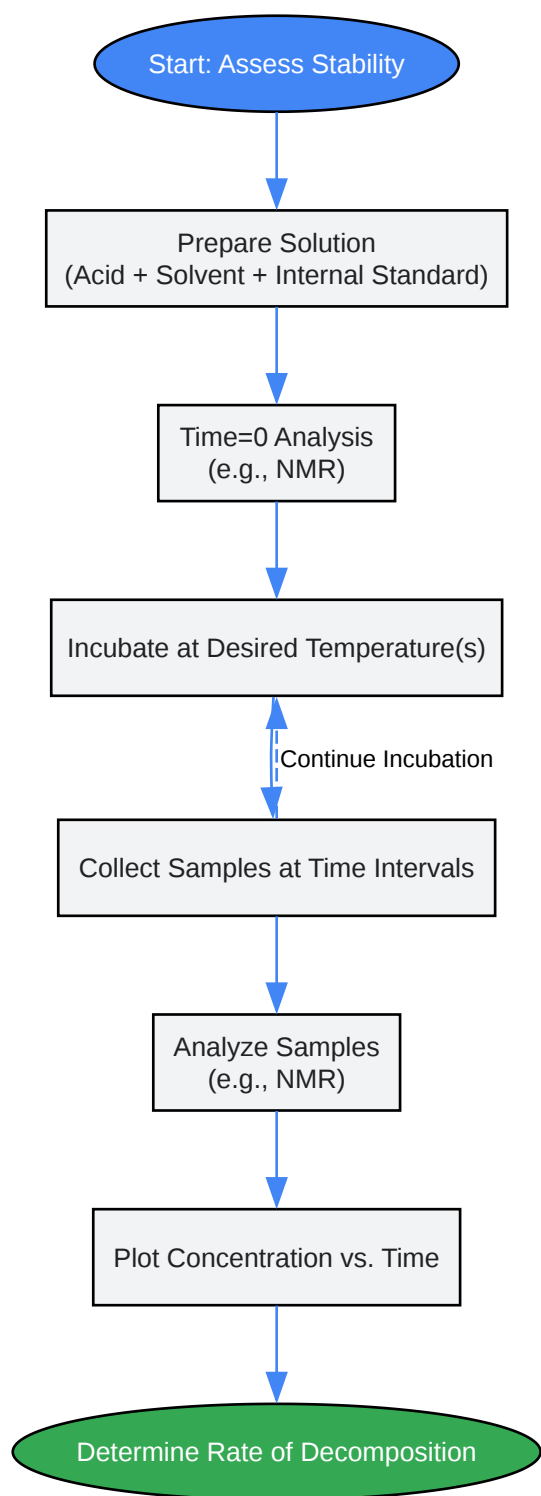 Start: Assess Stability
Prepare Solution
(Acid + Solvent + Internal Standard)
Time=0 Analysis
(e.g., NMR)
Incubate at Desired Temperature(s)
Continue Incubation
Collect Samples at Time Intervals
Analyze Samples
(e.g., NMR)
Plot Concentration vs. Time
Determine Rate of Decomposition